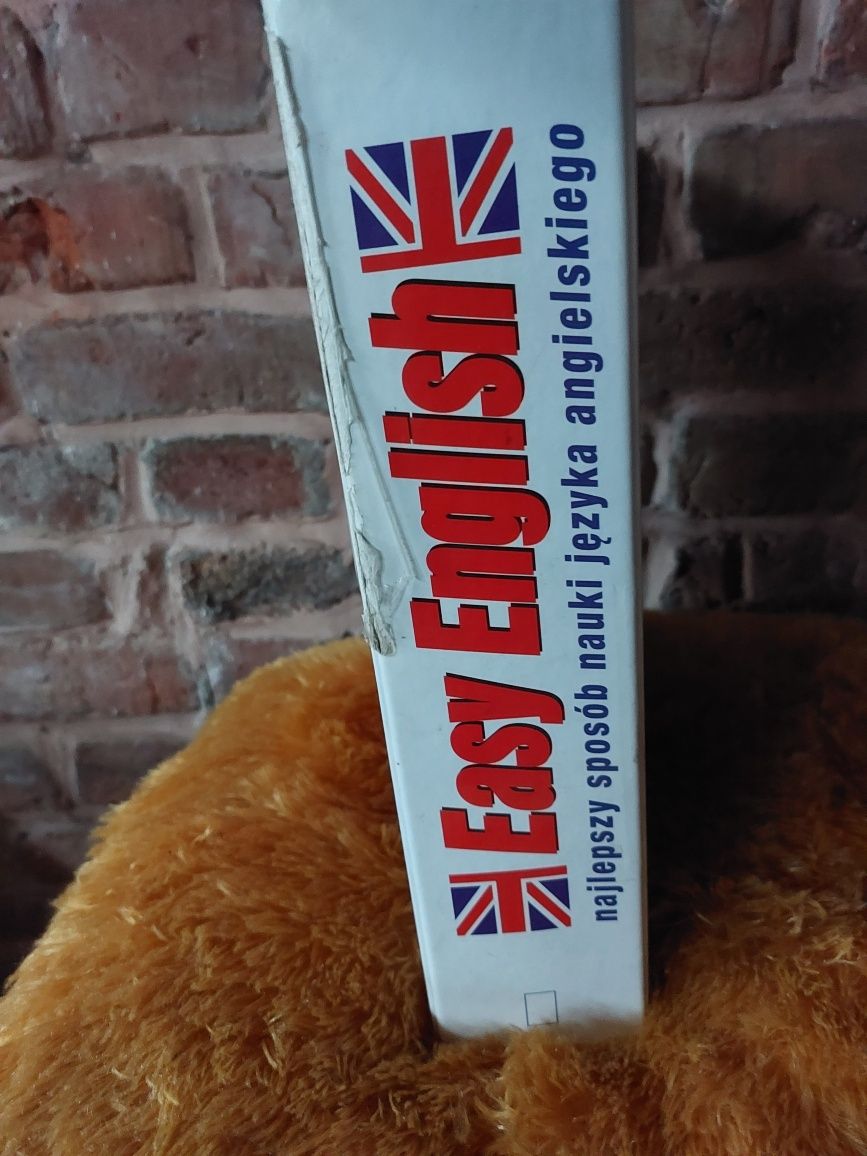 Easy English
najlepszy sposób nauki języka angielskiego